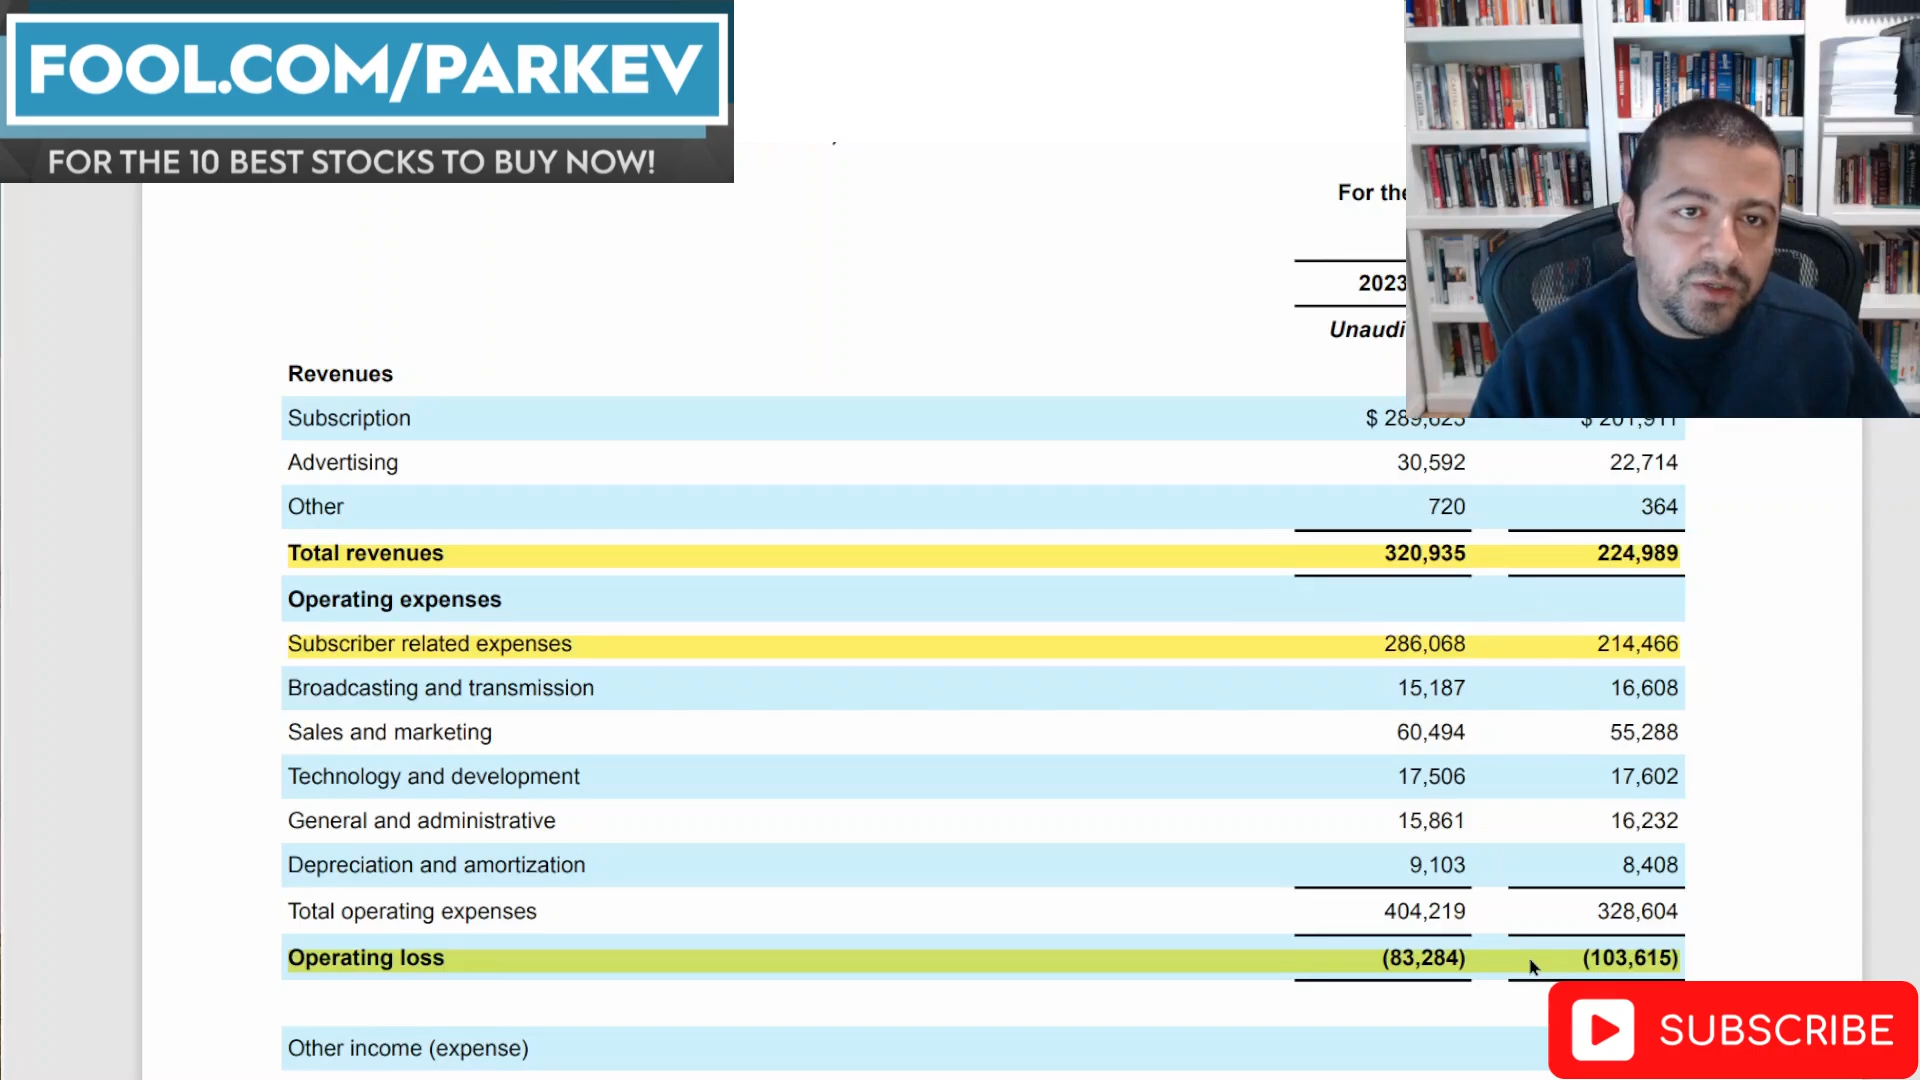 FOOL.COM/PARKEV
FOR THE 10 BEST STOCKS TO BUY NOW!
For the
2023
Revenues
Subscription $ 289,623 $ 201,911
Advertising 30,592 22,714
Other 720 364
Total revenues 320,935 224,989
Operating expenses
Subscriber related expenses 286,068 214,466
Broadcasting and transmission 15,187 16,608
Sales and marketing 60,494 55,288
Technology and development 17,506 17,602
General and administrative 15,861 16,232
Depreciation and amortization 9,103 8,408
Total operating expenses 404,219 328,604
Operating loss (83,284) (103,615)
Other income (expense)
SUBSCRIBE